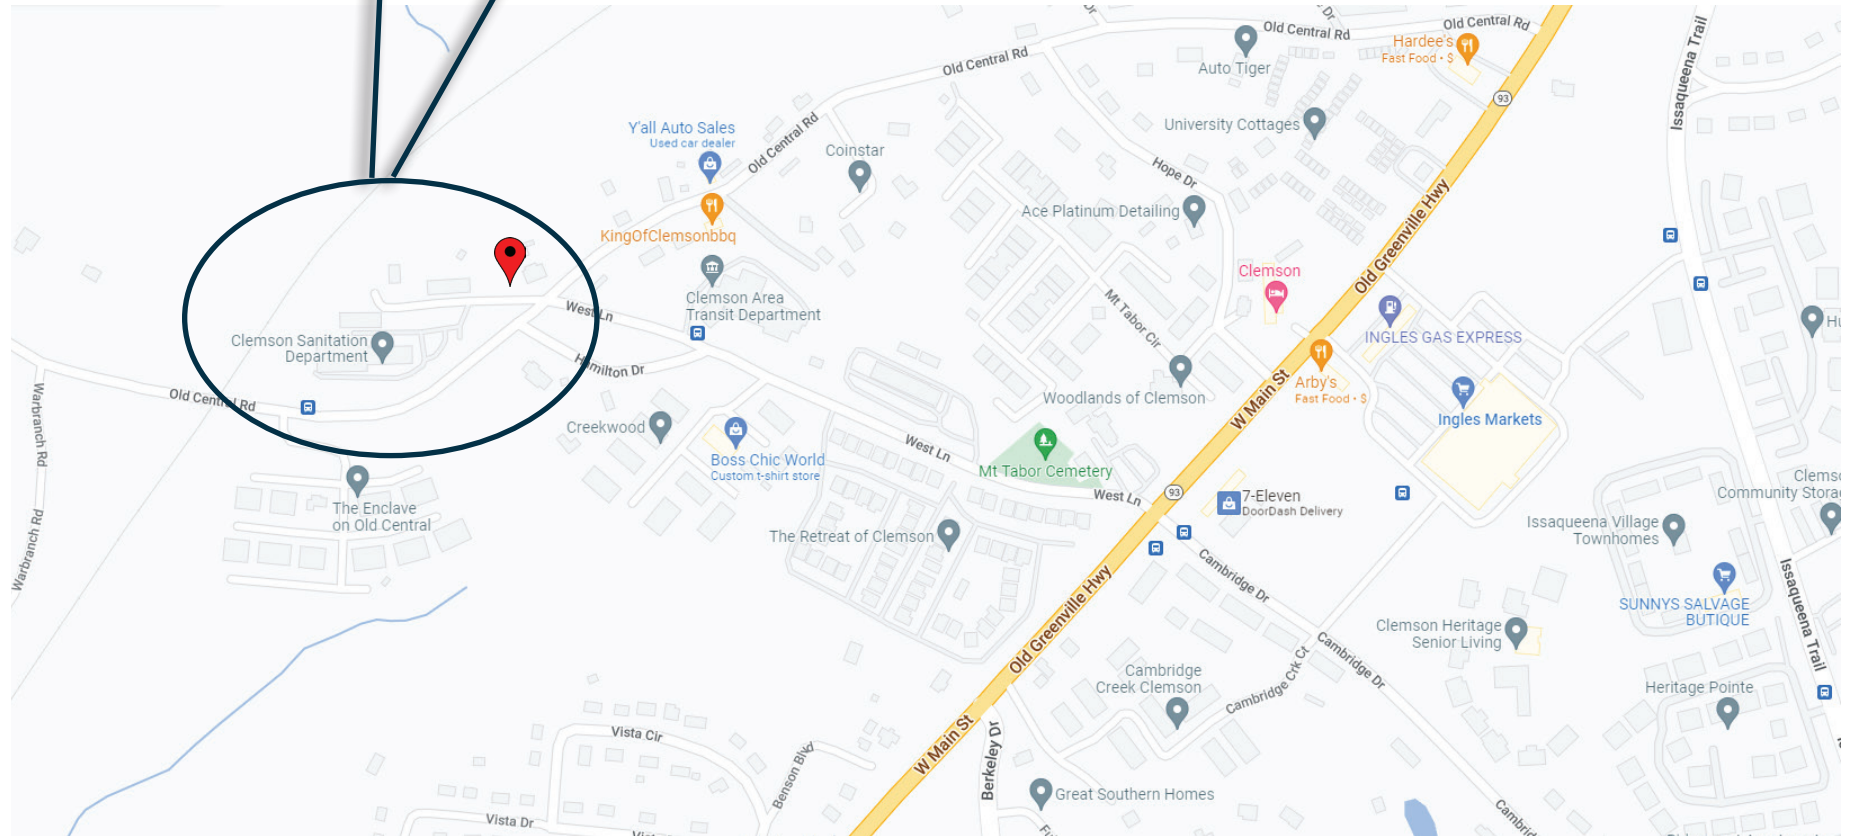 Old Central Rd
Old Central Rd
Hardee's
Fast Food • $
Auto Tiger
Old Central Rd
93
Issaqueena Trail
Y'all Auto Sales
Used car dealer
Old Central Rd
Coinstar
University Cottages
Hope Dr
Ace Platinum Detailing
KingOfClemsonbbq
Old Greenville Hwy
Clemson
Clemson Area
Transit Department
West Ln
Mt Tabor Cir
INGLES GAS EXPRESS
Clemson Sanitation
Department
Hamilton Dr
Arby's
Fast Food • $
Woodlands of Clemson
W Main St
Ingles Markets
Warbranch Rd
Old Central Rd
Creekwood
Boss Chic World
Custom t-shirt store
West Ln
Mt Tabor Cemetery
West Ln
93
7-Eleven
DoorDash Delivery
Community Stora
The Enclave
on Old Central
The Retreat of Clemson
Issaqueena Village
Townhomes
Warbranch Rd
Cambridge Dr
Old Greenville Hwy
SUNNYS SALVAGE
BUTIQUE
Issaqueena Trail
Clemson Heritage
Senior Living
Cambridge Dr
Cambridge
Creek Clemson
Cambridge Crk Ct
Heritage Pointe
Vista Cir
W Main St
Berkeley Dr
Benson Blvd
Great Southern Homes
Vista Dr